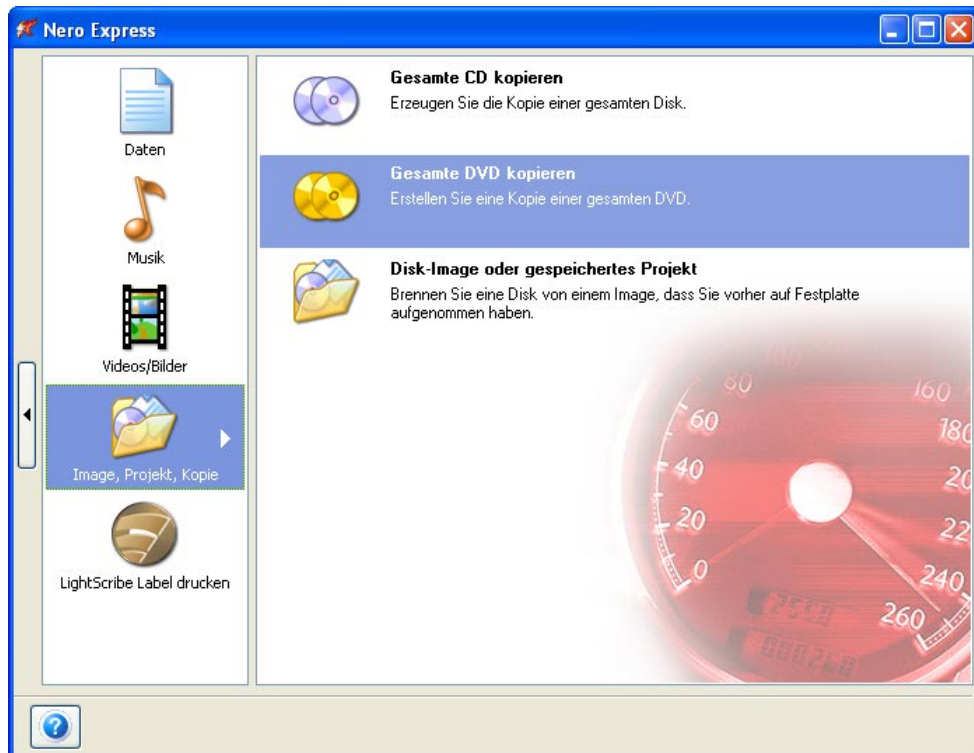 Nero Express
Daten
Musik
Videos/Bilder
Image, Projekt, Kopie
LightScribe Label drucken
Gesamte CD kopieren
Erzeugen Sie die Kopie einer gesamten Disk.
Gesamte DVD kopieren
Erstellen Sie eine Kopie einer gesamten DVD.
Disk-Image oder gespeichertes Projekt
Brennen Sie eine Disk von einem Image, dass Sie vorher auf Festplatte
aufgenommen haben.
0
20
40
60
80
100
160
180
20
22
240
260